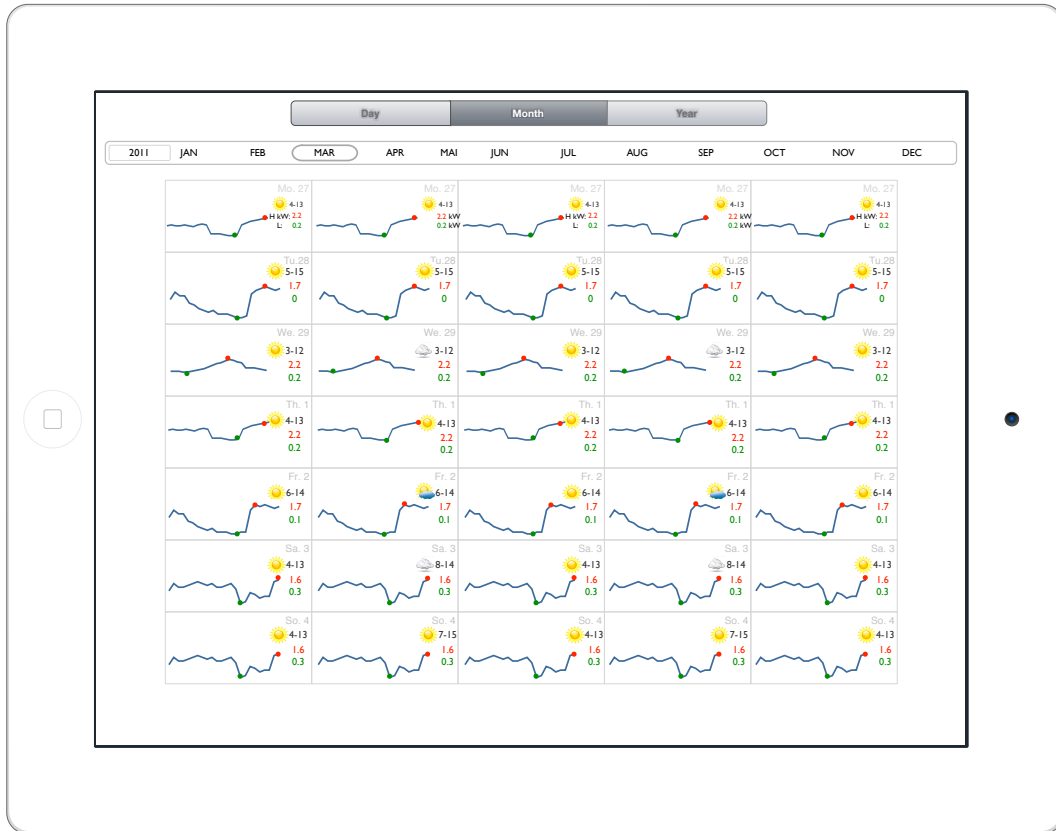 Day Month Year
2011 JAN FEB MAR APR MAI JUN JUL AUG SEP OCT NOV DEC
Mo. 27 Mo. 27 Mo. 27 Mo. 27 Mo. 27
4-13 4-13 4-13 4-13 4-13
H kW: 2.2 2.2 kW H kW: 2.2 2.2 kW H kW: 2.2
L: 0.2 0.2 kW L: 0.2 0.2 kW L: 0.2
Tu.28 Tu.28 Tu.28 Tu.28 Tu.28
5-15 5-15 5-15 5-15 5-15
1.7 1.7 1.7 1.7 1.7
0 0 0 0 0
We. 29 We. 29 We. 29 We. 29 We. 29
3-12 3-12 3-12 3-12 3-12
2.2 2.2 2.2 2.2 2.2
0.2 0.2 0.2 0.2 0.2
Th. 1 Th. 1 Th. 1 Th. 1 Th. 1
4-13 4-13 4-13 4-13 4-13
2.2 2.2 2.2 2.2 2.2
0.2 0.2 0.2 0.2 0.2
Fr. 2 Fr. 2 Fr. 2 Fr. 2 Fr. 2
6-14 6-14 6-14 6-14 6-14
1.7 1.7 1.7 1.7 1.7
0.1 0.1 0.1 0.1 0.1
Sa. 3 Sa. 3 Sa. 3 Sa. 3 Sa. 3
4-13 8-14 4-13 8-14 4-13
1.6 1.6 1.6 1.6 1.6
0.3 0.3 0.3 0.3 0.3
So. 4 So. 4 So. 4 So. 4 So. 4
4-13 7-15 4-13 7-15 4-13
1.6 1.6 1.6 1.6 1.6
0.3 0.3 0.3 0.3 0.3